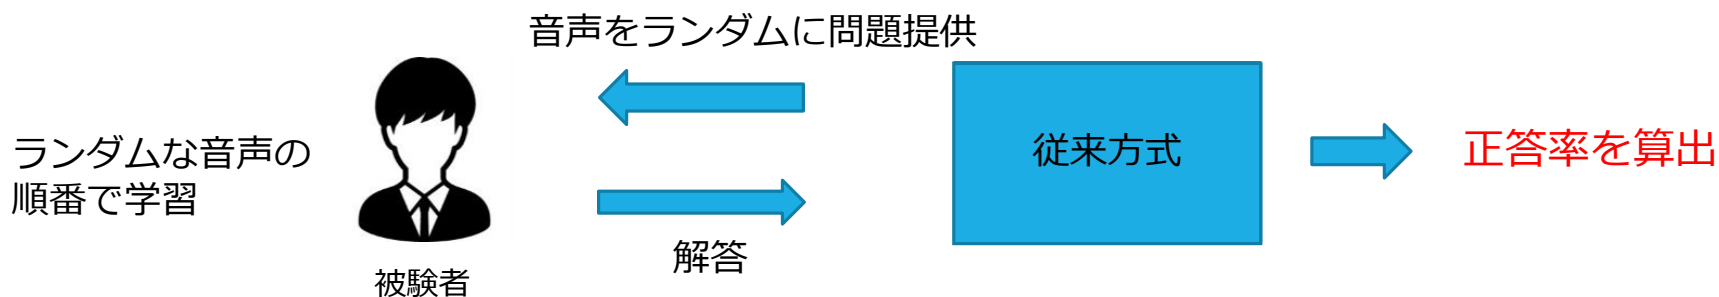 音声をランダムに問題提供
ランダムな音声の
順番で学習
従来方式
正答率を算出
解答
被験者